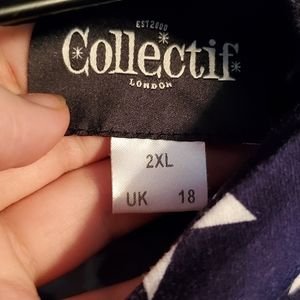 EST 2000
Collectif
LONDON
2XL
UK 18